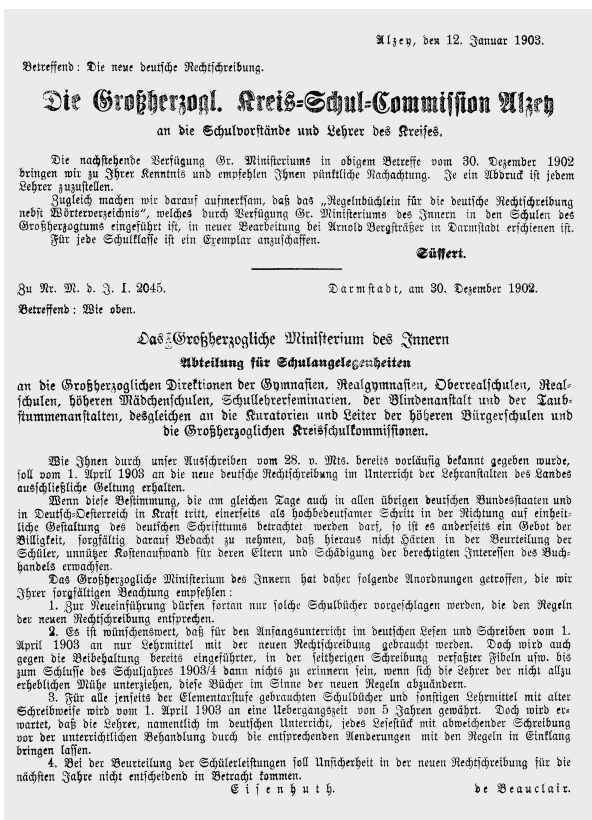 Alzey, den 12. Januar 1903.
Betreffend: Die neue deutsche Rechtschreibung.
Die Großherzogl. Kreis-Schul-Commission Alzey
an die Schulvorstände und Lehrer des Kreises.
Die nachstehende Verfügung Gr. Ministeriums in obigem Betreffe vom 30. Dezember 1902
bringen wir zu Ihrer Kenntnis und empfehlen Ihnen pünktliche Nachachtung. Je ein Abdruck ist jedem
Lehrer zuzustellen.
Zugleich machen wir darauf aufmerksam, daß das „Regelnbüchlein für die deutsche Rechtschreibung
nebst Wörterverzeichnis“, welches durch Verfügung Gr. Ministeriums des Innern in den Schulen des
Großherzogtums eingeführt ist, in neuer Bearbeitung bei Arnold Bergsträßer in Darmstadt erschienen ist.
Für jede Schulklasse ist ein Exemplar anzuschaffen.
Süffert.
Zu Nr. M. d. J. I. 2045. Darmstadt, am 30. Dezember 1902.
Betreffend: Wie oben.
Das Großherzogliche Ministerium des Innern
Abteilung für Schulangelegenheiten
an die Großherzoglichen Direktionen der Gymnasien, Realgymnasien, Oberrealschulen, Real-
schulen, höheren Mädchenschulen, Schullehrerseminarien, der Blindenanstalt und der Taub-
stummenanstalten, desgleichen an die Kuratorien und Leiter der höheren Bürgerschulen und
die Großherzoglichen Kreisschulkommissionen.
Wie Ihnen durch unser Ausschreiben vom 28. v. Mts. bereits vorläufig bekannt gegeben wurde,
soll vom 1. April 1903 an die neue deutsche Rechtschreibung im Unterricht der Lehranstalten des Landes
ausschließliche Geltung erhalten.
Wenn diese Bestimmung, die am gleichen Tage auch in allen übrigen deutschen Bundesstaaten und
in Deutsch-Oesterreich in Kraft tritt, einerseits als hochbedeutsamer Schritt in der Richtung auf einheit-
liche Gestaltung des deutschen Schrifttums betrachtet werden darf, so ist es anderseits ein Gebot der
Billigkeit, sorgfältig darauf Bedacht zu nehmen, daß hieraus nicht Härten in der Beurteilung der
Schüler, unnützer Kostenaufwand für deren Eltern und Schädigung der berechtigten Interessen des Buch-
handels erwachsen.
Das Großherzogliche Ministerium des Innern hat daher folgende Anordnungen getroffen, die wir
Ihrer sorgfältigen Beachtung empfehlen:
1. Zur Neueinführung dürfen fortan nur solche Schulbücher vorgeschlagen werden, die den Regeln
der neuen Rechtschreibung entsprechen.
2. Es ist wünschenswert, daß für den Anfangsunterricht im deutschen Lesen und Schreiben vom 1.
April 1903 an nur Lehrmittel mit der neuen Rechtschreibung gebraucht werden. Doch wird auch
gegen die Beibehaltung bereits eingeführter, in der seitherigen Schreibung verfaßter Fibeln usw. bis
zum Schlusse des Schuljahres 1903/4 dann nichts zu erinnern sein, wenn sich die Lehrer der nicht allzu
erheblichen Mühe unterziehen, diese Bücher im Sinne der neuen Regeln abzuändern.
3. Für alle jenseits der Elementarstufe gebrauchten Schulbücher und sonstigen Lehrmittel mit alter
Schreibweise wird vom 1. April 1903 an eine Uebergangszeit von 5 Jahren gewährt. Doch wird er-
wartet, daß die Lehrer, namentlich im deutschen Unterricht, jedes Lesestück mit abweichender Schreibung
vor der unterrichtlichen Behandlung durch die entsprechenden Aenderungen mit den Regeln in Einklang
bringen lassen.
4. Bei der Beurteilung der Schülerleistungen soll Unsicherheit in der neuen Rechtschreibung für die
nächsten Jahre nicht entscheidend in Betracht kommen.
Eisenhuth. de Beauclair.